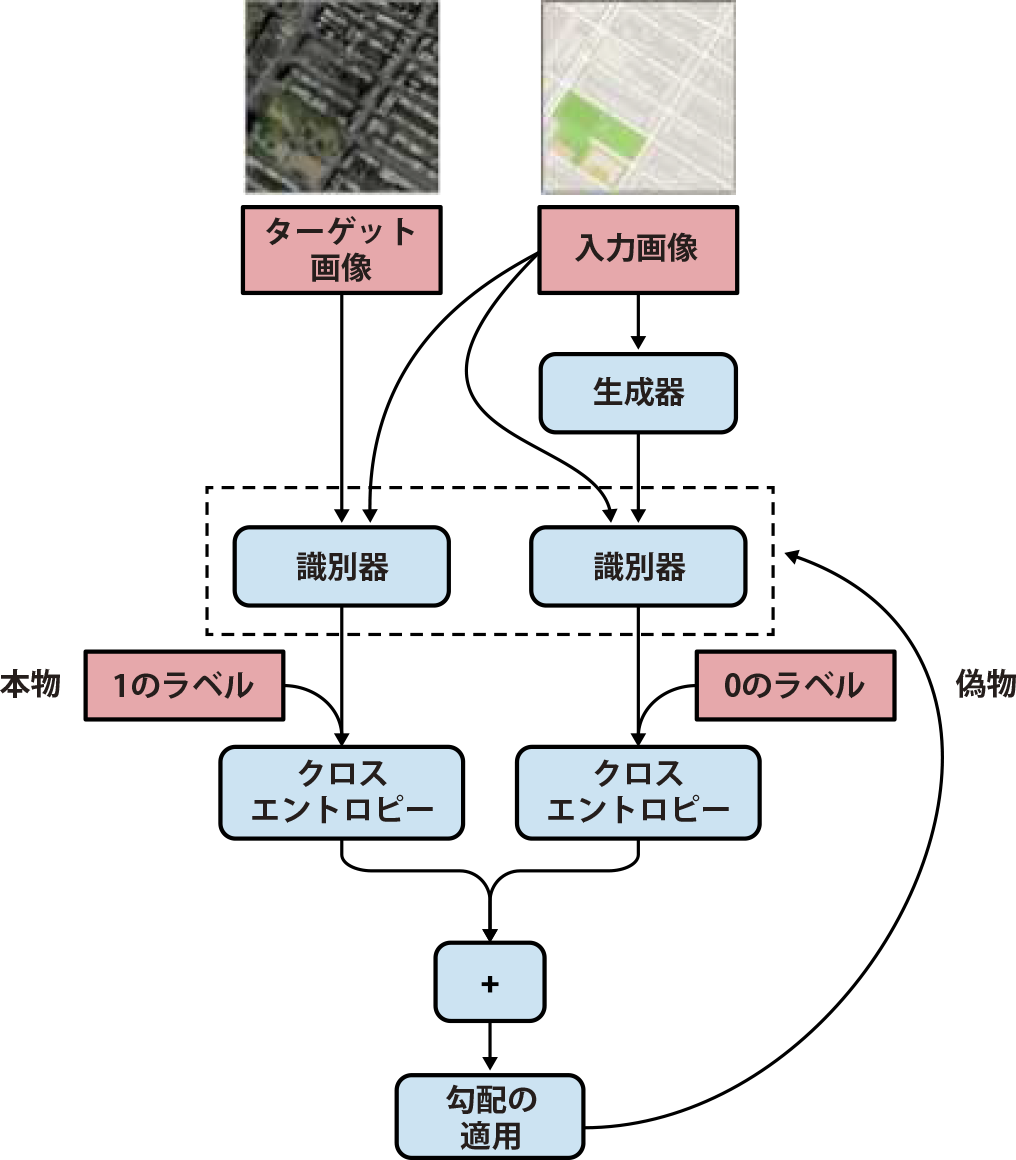 ターゲット
画像
入力画像
生成器
識別器
識別器
本物
1のラベル
0のラベル
偽物
クロス
エントロピー
クロス
エントロピー
+
勾配の
適用